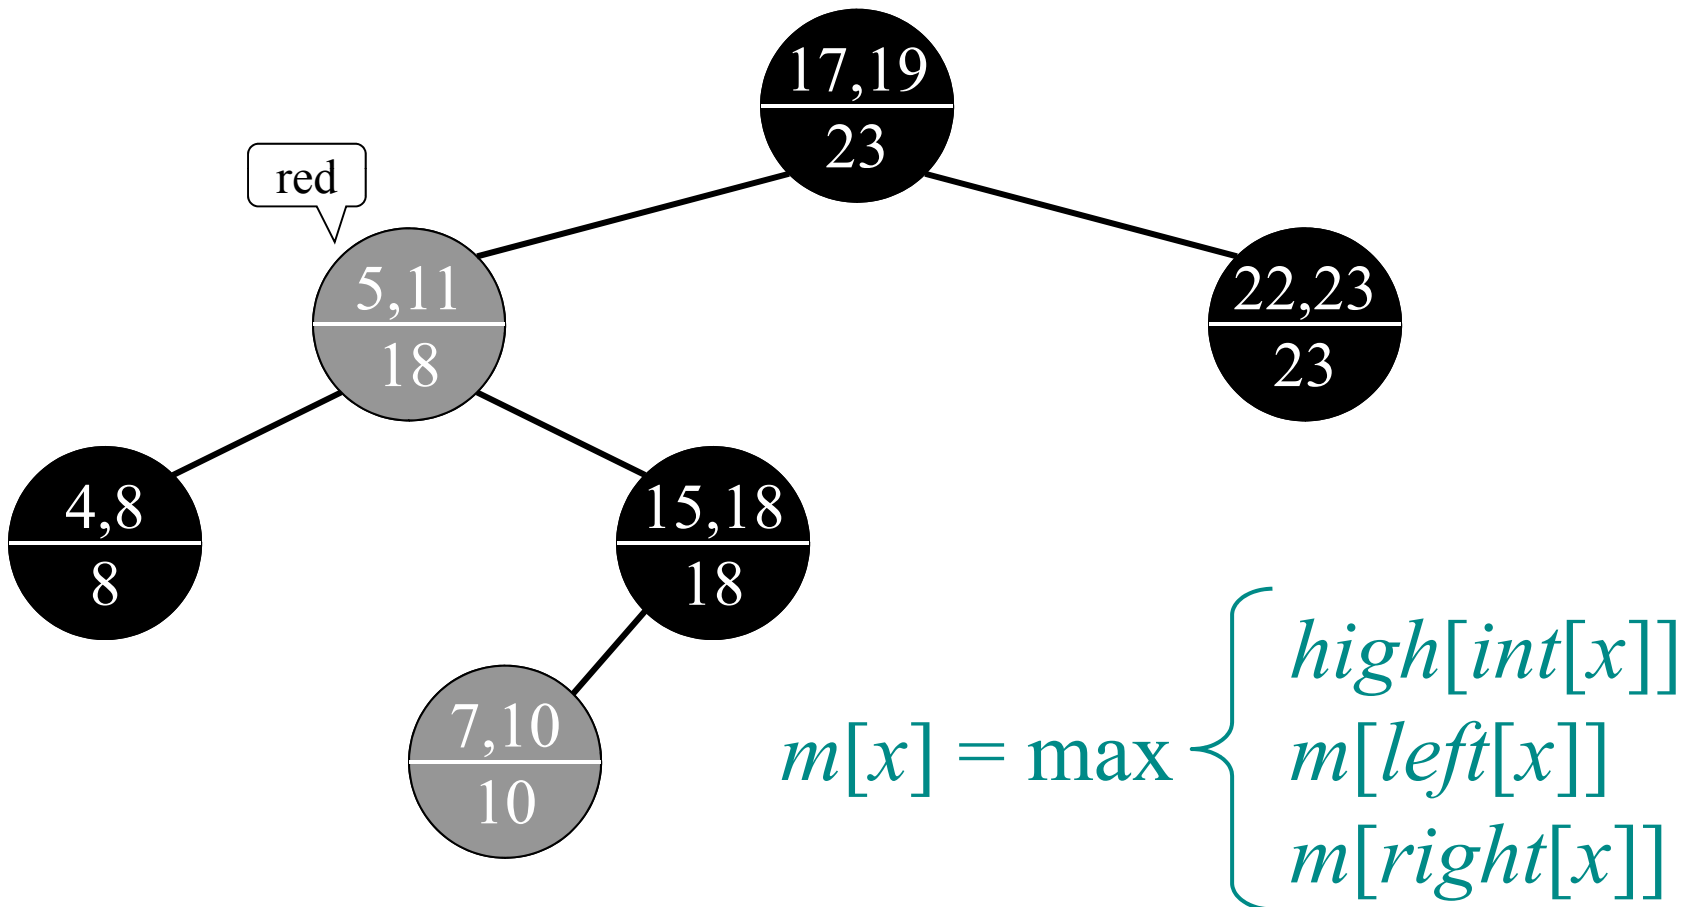 17,19
23
red
5,11
18
22,23
23
4,8
8
15,18
18
7,10
10
high[int[x]]
m[x] = max
m[left[x]]
m[right[x]]